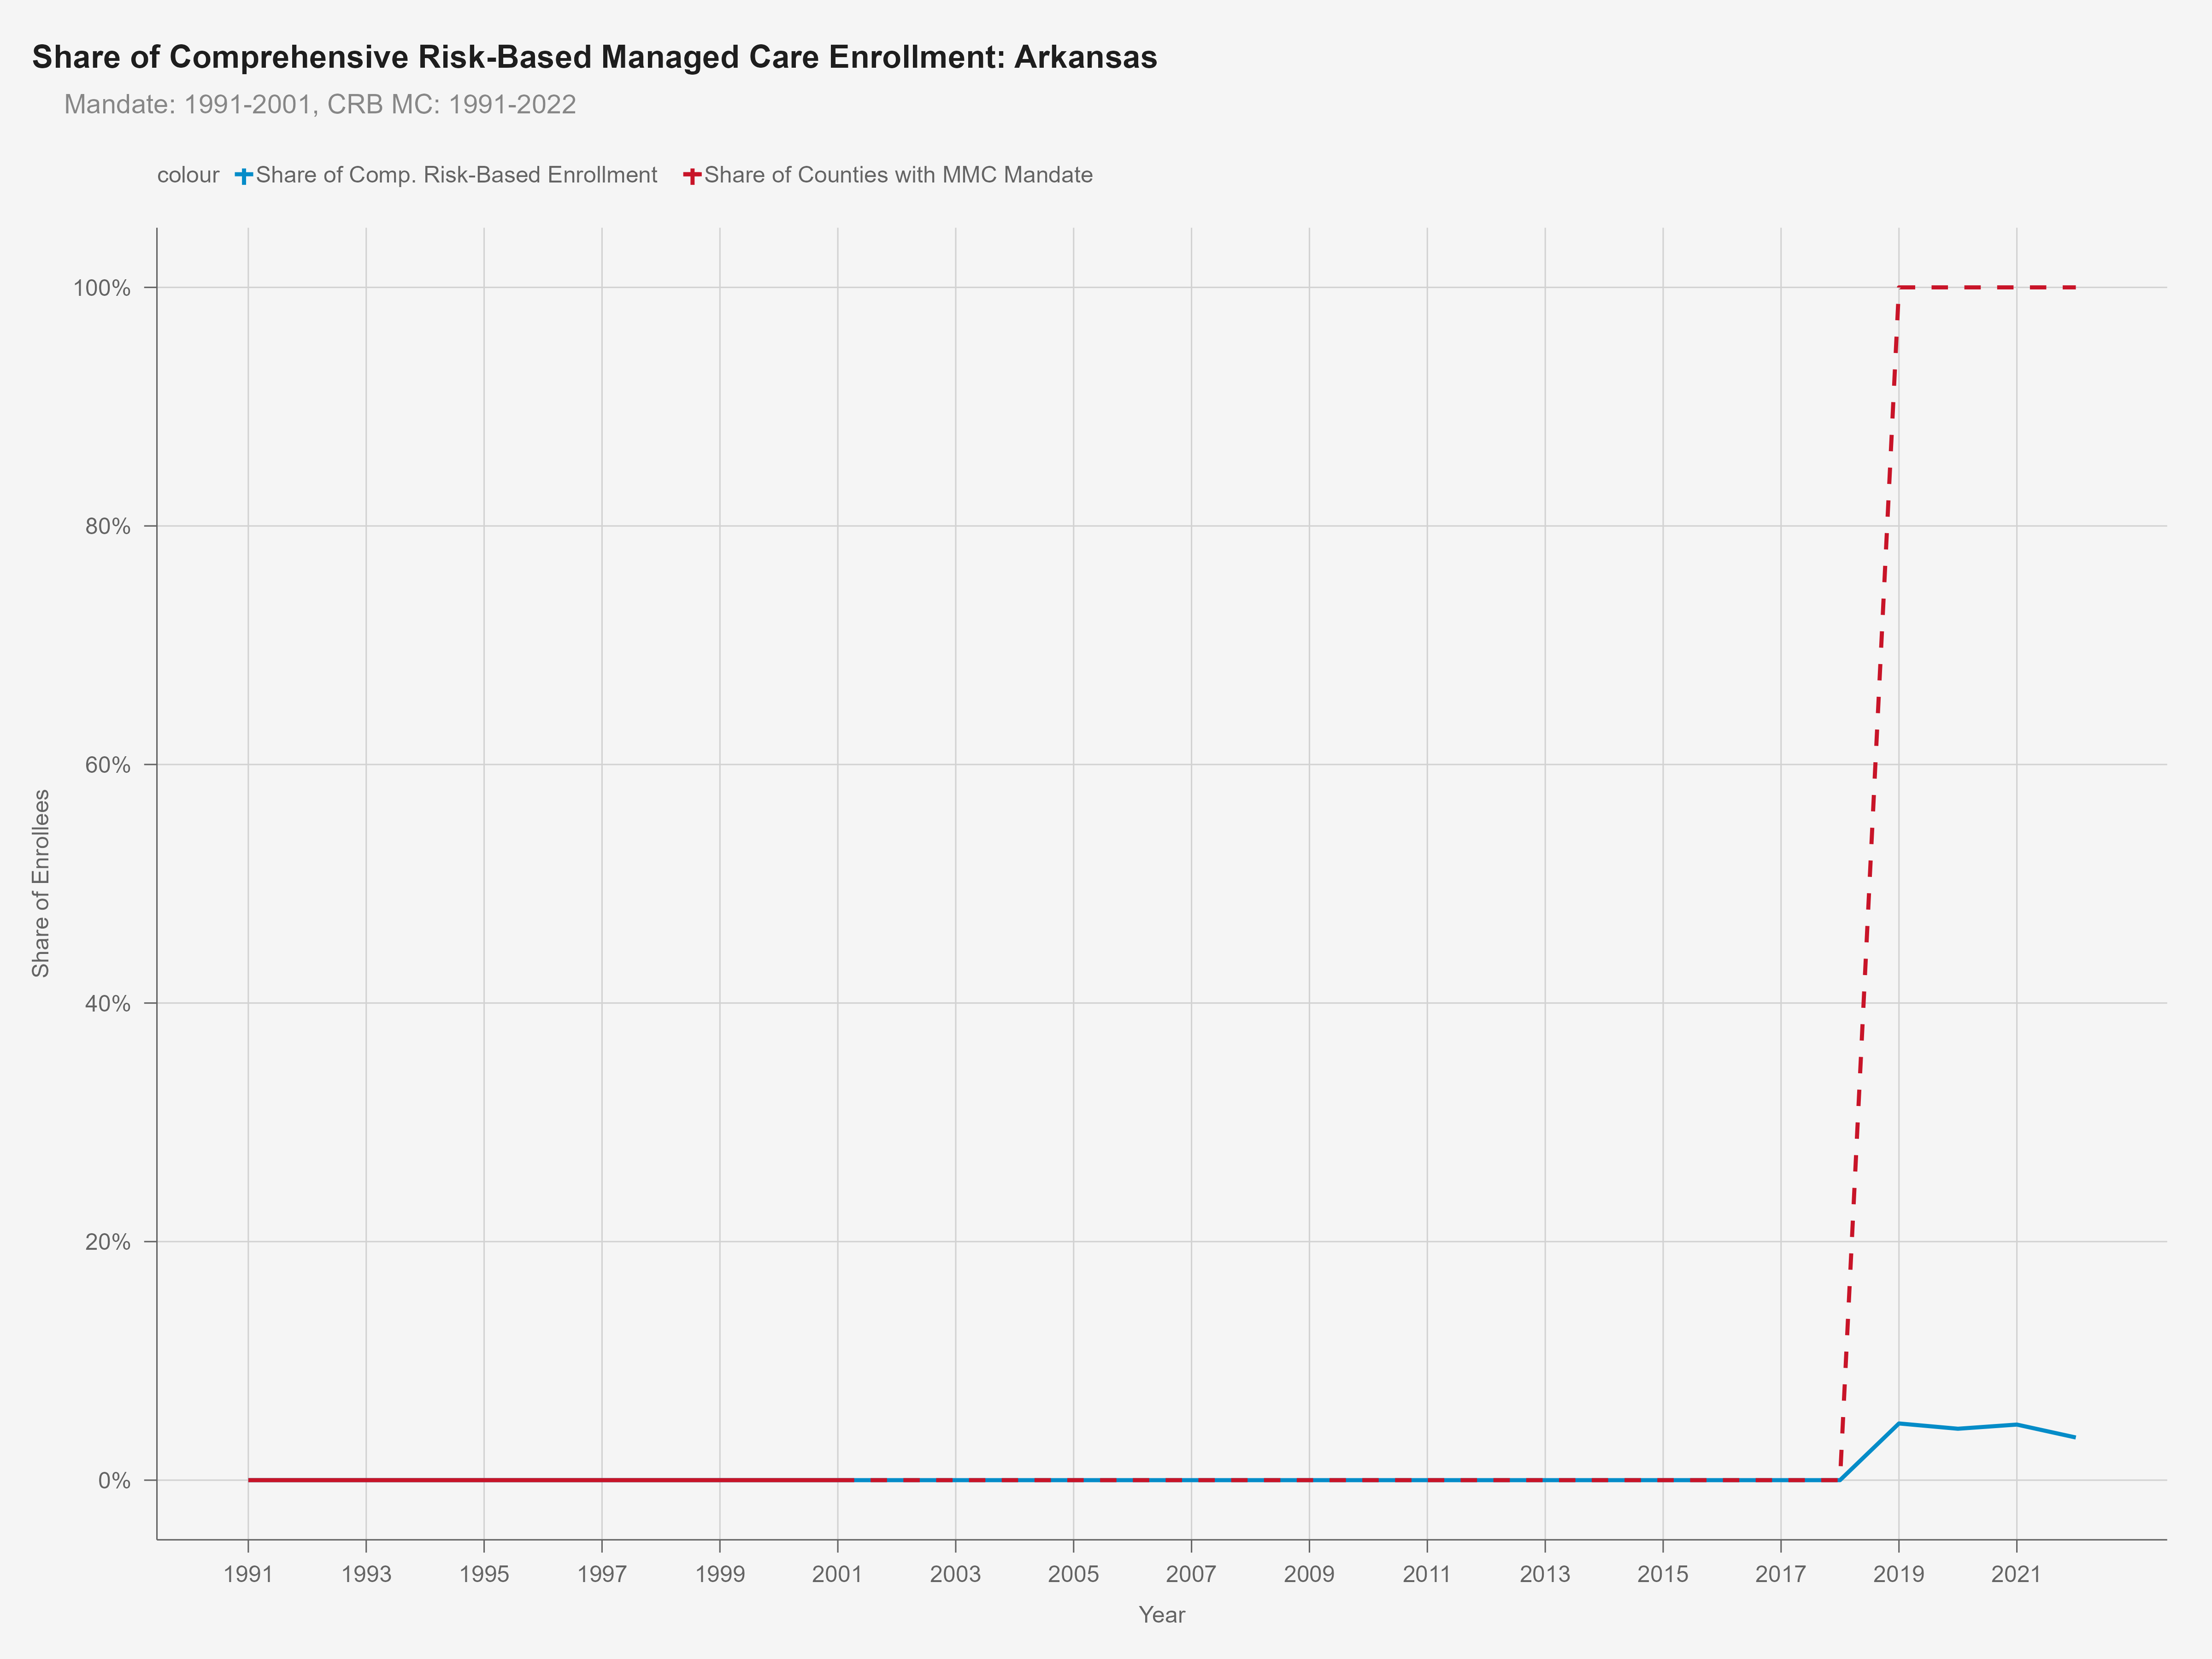 Share of Comprehensive Risk-Based Managed Care Enrollment: Arkansas
Mandate: 1991-2001, CRB MC: 1991-2022
colour Share of Comp. Risk-Based Enrollment Share of Counties with MMC Mandate
100%
80%
60%
40%
20%
0%
Share of Enrollees
1991 1993 1995 1997 1999 2001 2003 2005 2007 2009 2011 2013 2015 2017 2019 2021
Year